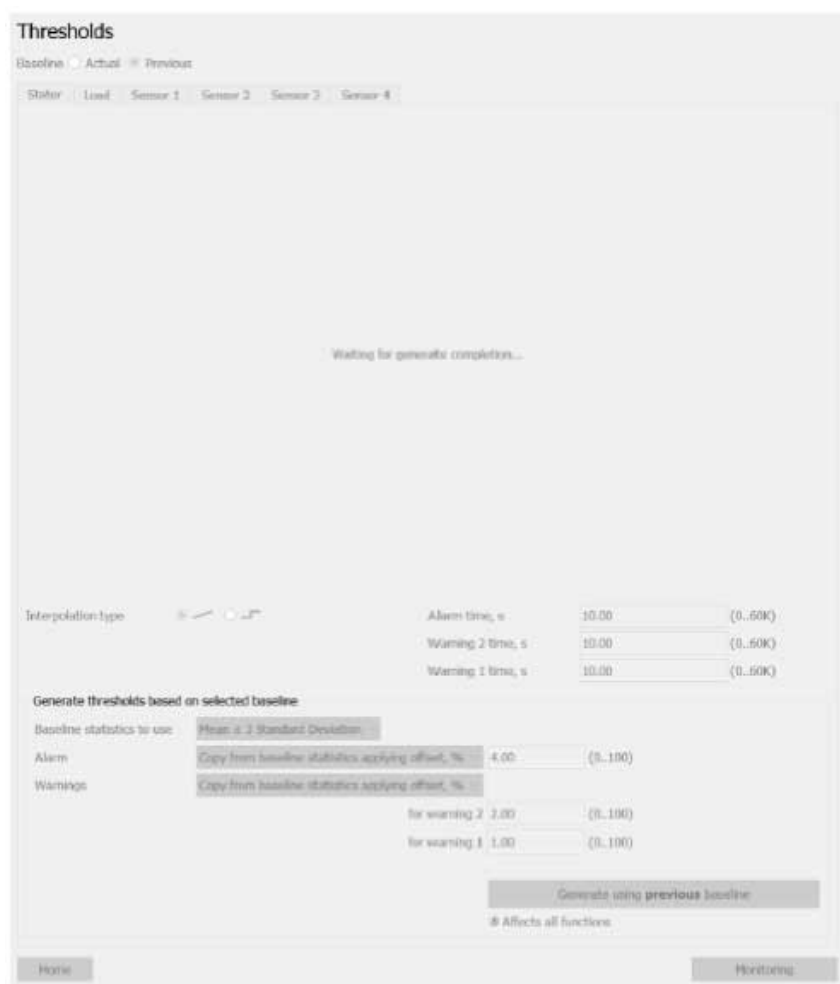 Thresholds
Baseline Actual Previous
Stator Load Sensor 1 Sensor 2 Sensor 3 Sensor 4
Waiting for generate completion...
Interpolation type
Alarm time, s 10.00 (0..60K)
Warning 2 time, s 10.00 (0..60K)
Warning 1 time, s 10.00 (0..60K)
Generate thresholds based on selected baseline
Baseline statistics to use Mean ± Standard Deviation
Alarm Copy from baseline statistics applying offset, % 4.00 (0..100)
Warnings Copy from baseline statistics applying offset, %
for warning 2 2.00 (0..100)
for warning 1 1.00 (0..100)
Generate using previous baseline
Affects all functions
Home Monitoring